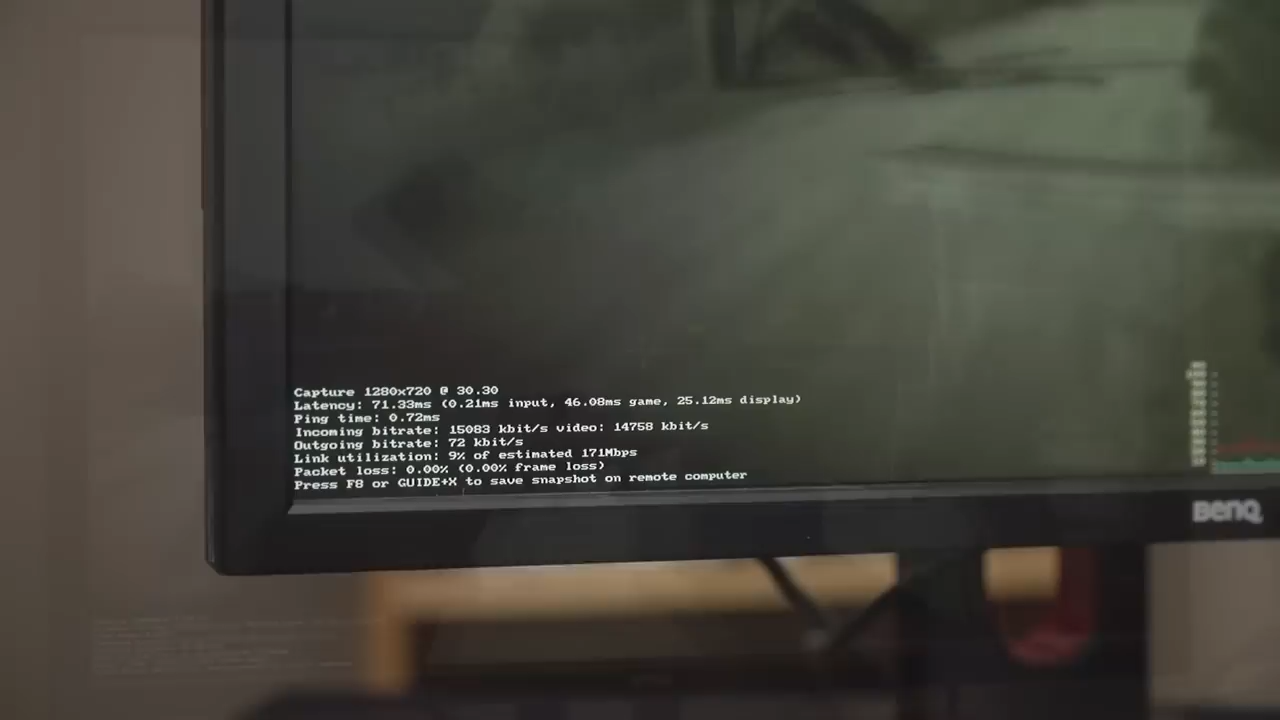 Capture 1280x720 @ 30.30
Latency: 71.33ms (0.21ms input, 46.08ms game, 25.12ms display)
Ping time: 0.72ms
Incoming bitrate: 15083 kbit/s video: 14758 kbit/s
Outgoing bitrate: 72 kbit/s
Link utilization: 9% of estimated 171Mbps
Packet loss: 0.00% (0.00% frame loss)
Press F8 or GUIDE+X to save snapshot on remote computer
BenQ